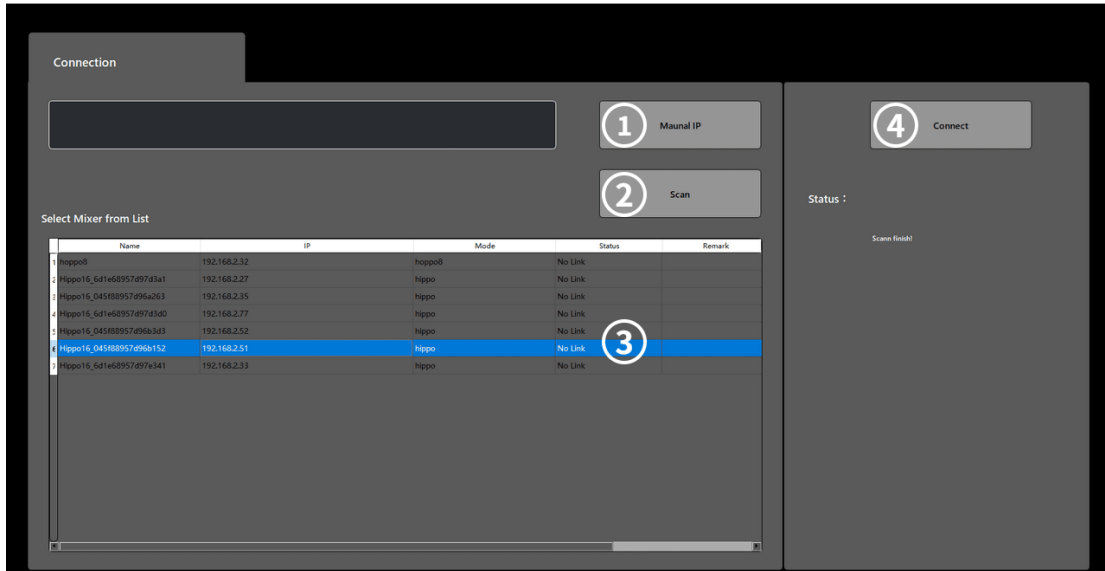 Connection
1 Maunal IP
4 Connect
2 Scan
Status :
Select Mixer from List
Scann finish!
Name IP Mode Status Remark
1 hoppo8 192.168.2.32 hoppo8 No Link
2 Hippo16_6d1e68957d97d3a1 192.168.2.27 hippo No Link
3 Hippo16_045f88957d96a263 192.168.2.35 hippo No Link
4 Hippo16_6d1e68957d97d3d0 192.168.2.77 hippo No Link
5 Hippo16_045f88957d96b3d3 192.168.2.52 hippo No Link
6 Hippo16_045f88957d96b152 192.168.2.51 hippo No Link 3
7 Hippo16_6d1e68957d97e341 192.168.2.33 hippo No Link